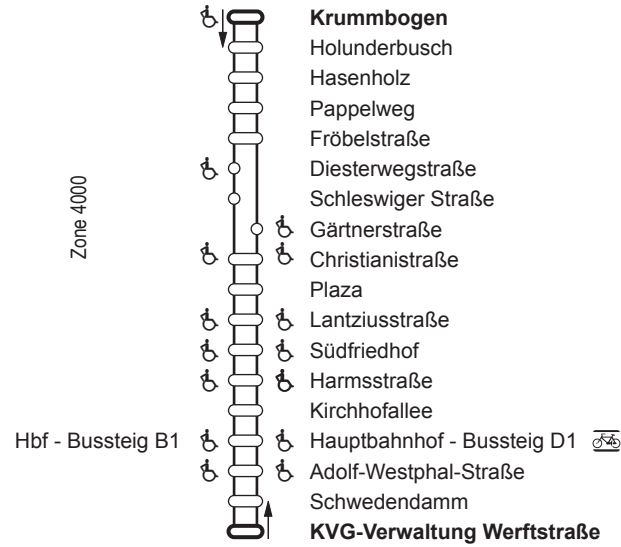 Krummbogen
Holunderbusch
Hasenholz
Pappelweg
Fröbelstraße
Diesterwegstraße
Zone 4000
Schleswiger Straße
Gärtnerstraße
Christianistraße
Plaza
Lantziusstraße
Südfriedhof
Harmsstraße
Kirchhofallee
Hbf - Bussteig B1 Hauptbahnhof - Bussteig D1
Adolf-Westphal-Straße
Schwedendamm
KVG-Verwaltung Werftstraße